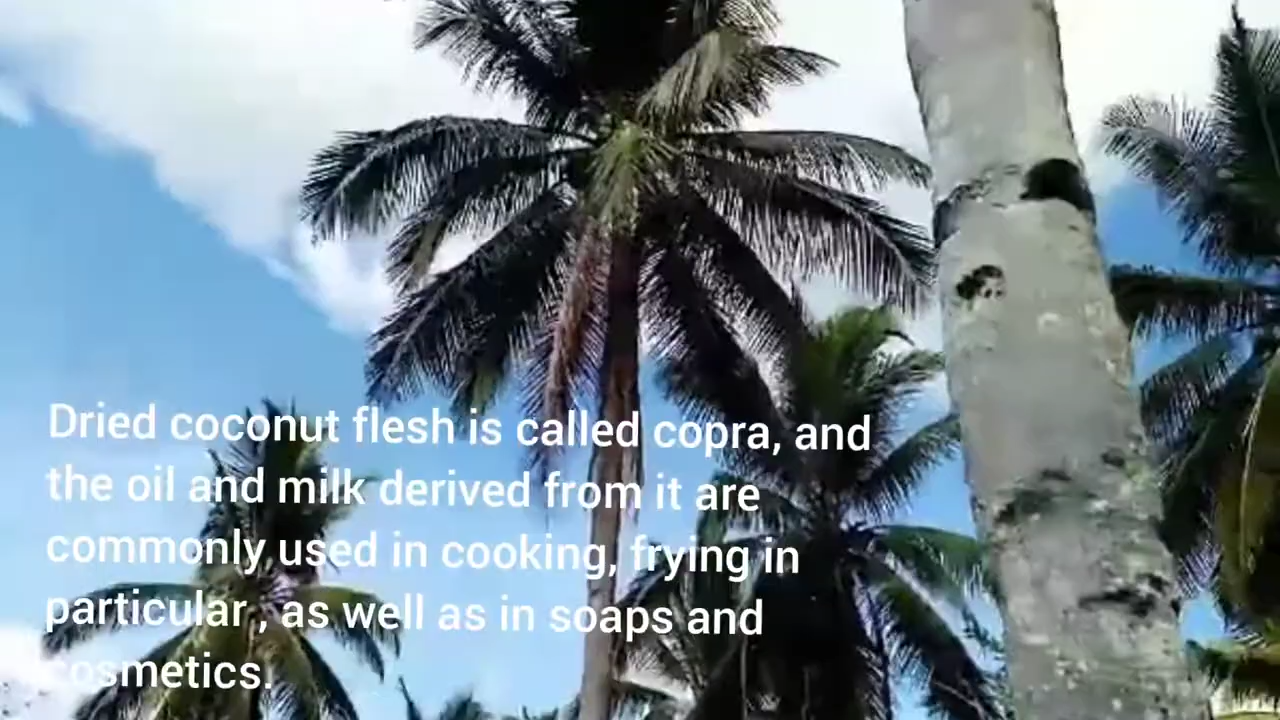 Dried coconut flesh is called copra, and
the oil and milk derived from it are
commonly used in cooking, frying in
particular , as well as in soaps and
cosmetics.